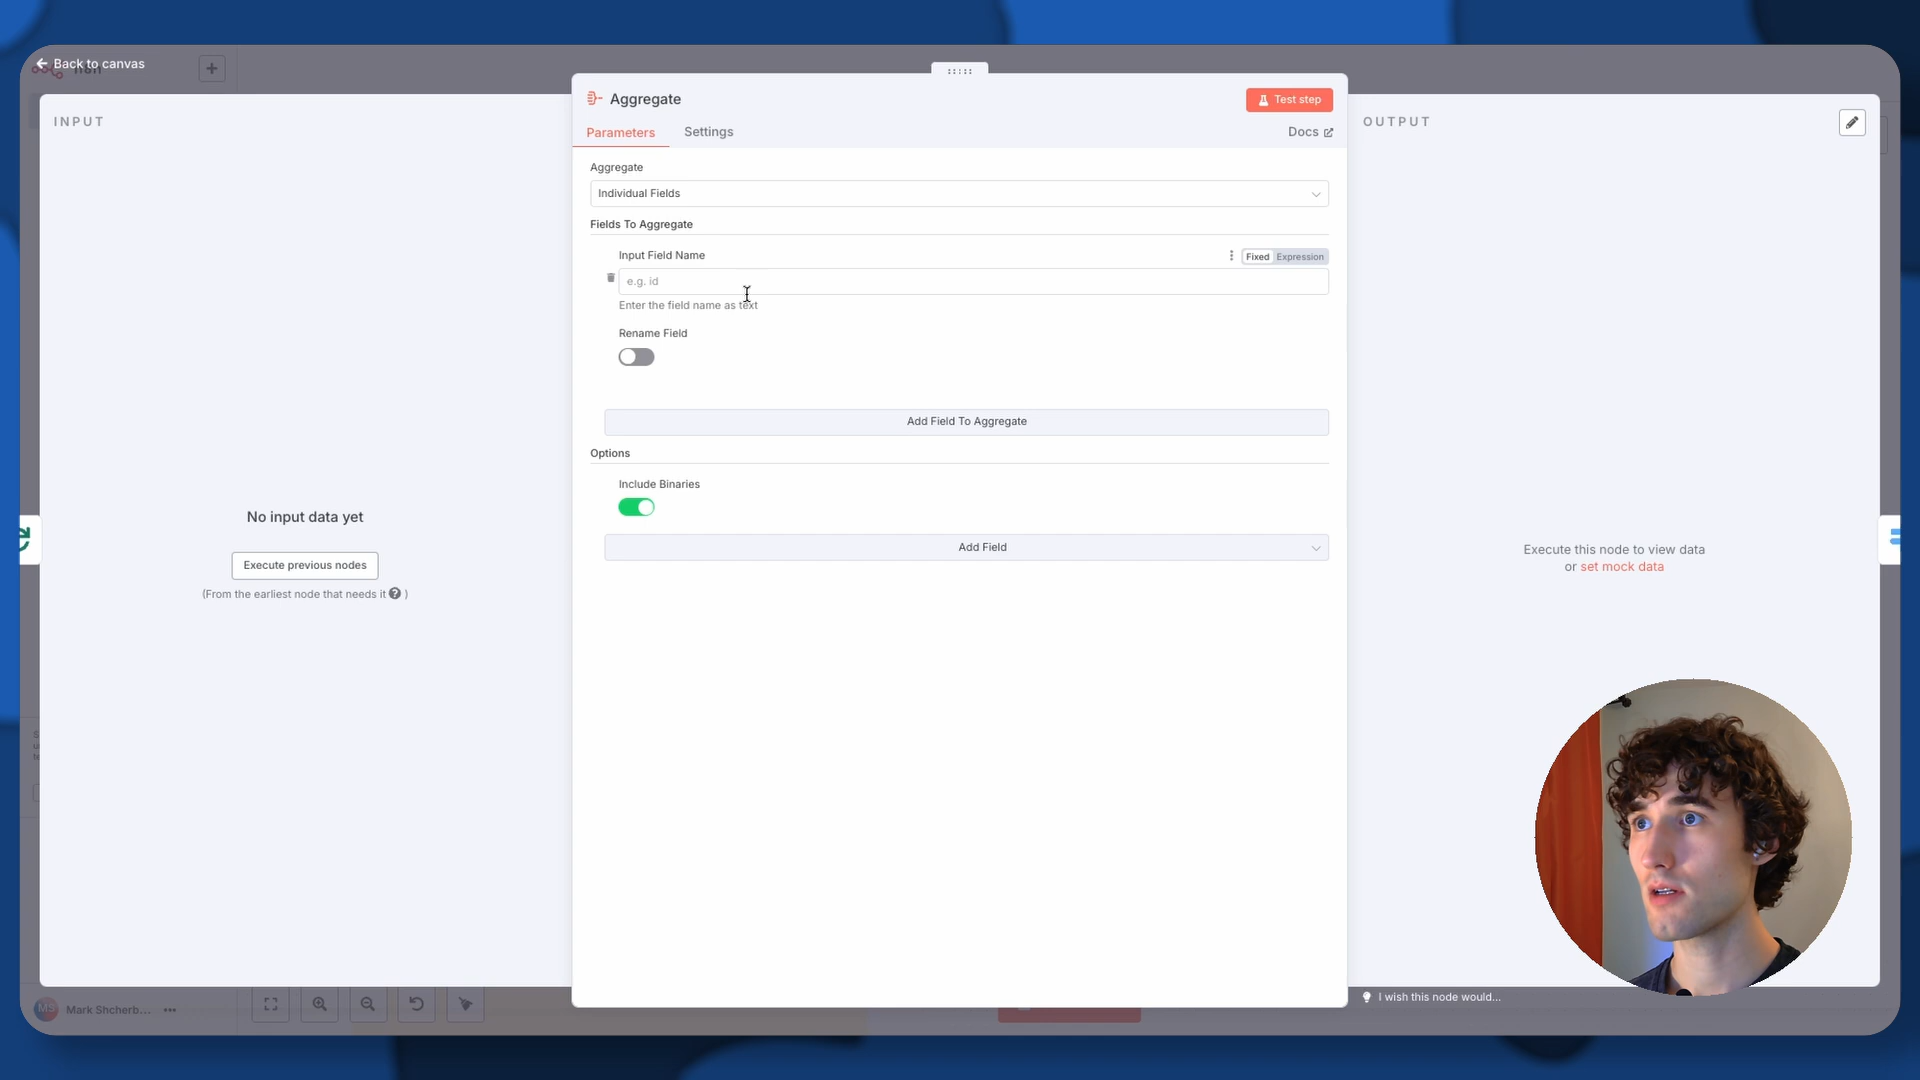 Back to canvas
n8n
INPUT
Aggregate
Test step
Parameters
Settings
Docs
OUTPUT
Aggregate
Individual Fields
Fields To Aggregate
Input Field Name
Fixed
Expression
e.g. id
Enter the field name as text
Rename Field
Add Field To Aggregate
Options
Include Binaries
Add Field
No input data yet
Execute previous nodes
(From the earliest node that needs it ? )
Execute this node to view data
or set mock data
MS
Mark Shcherb...
I wish this node would...